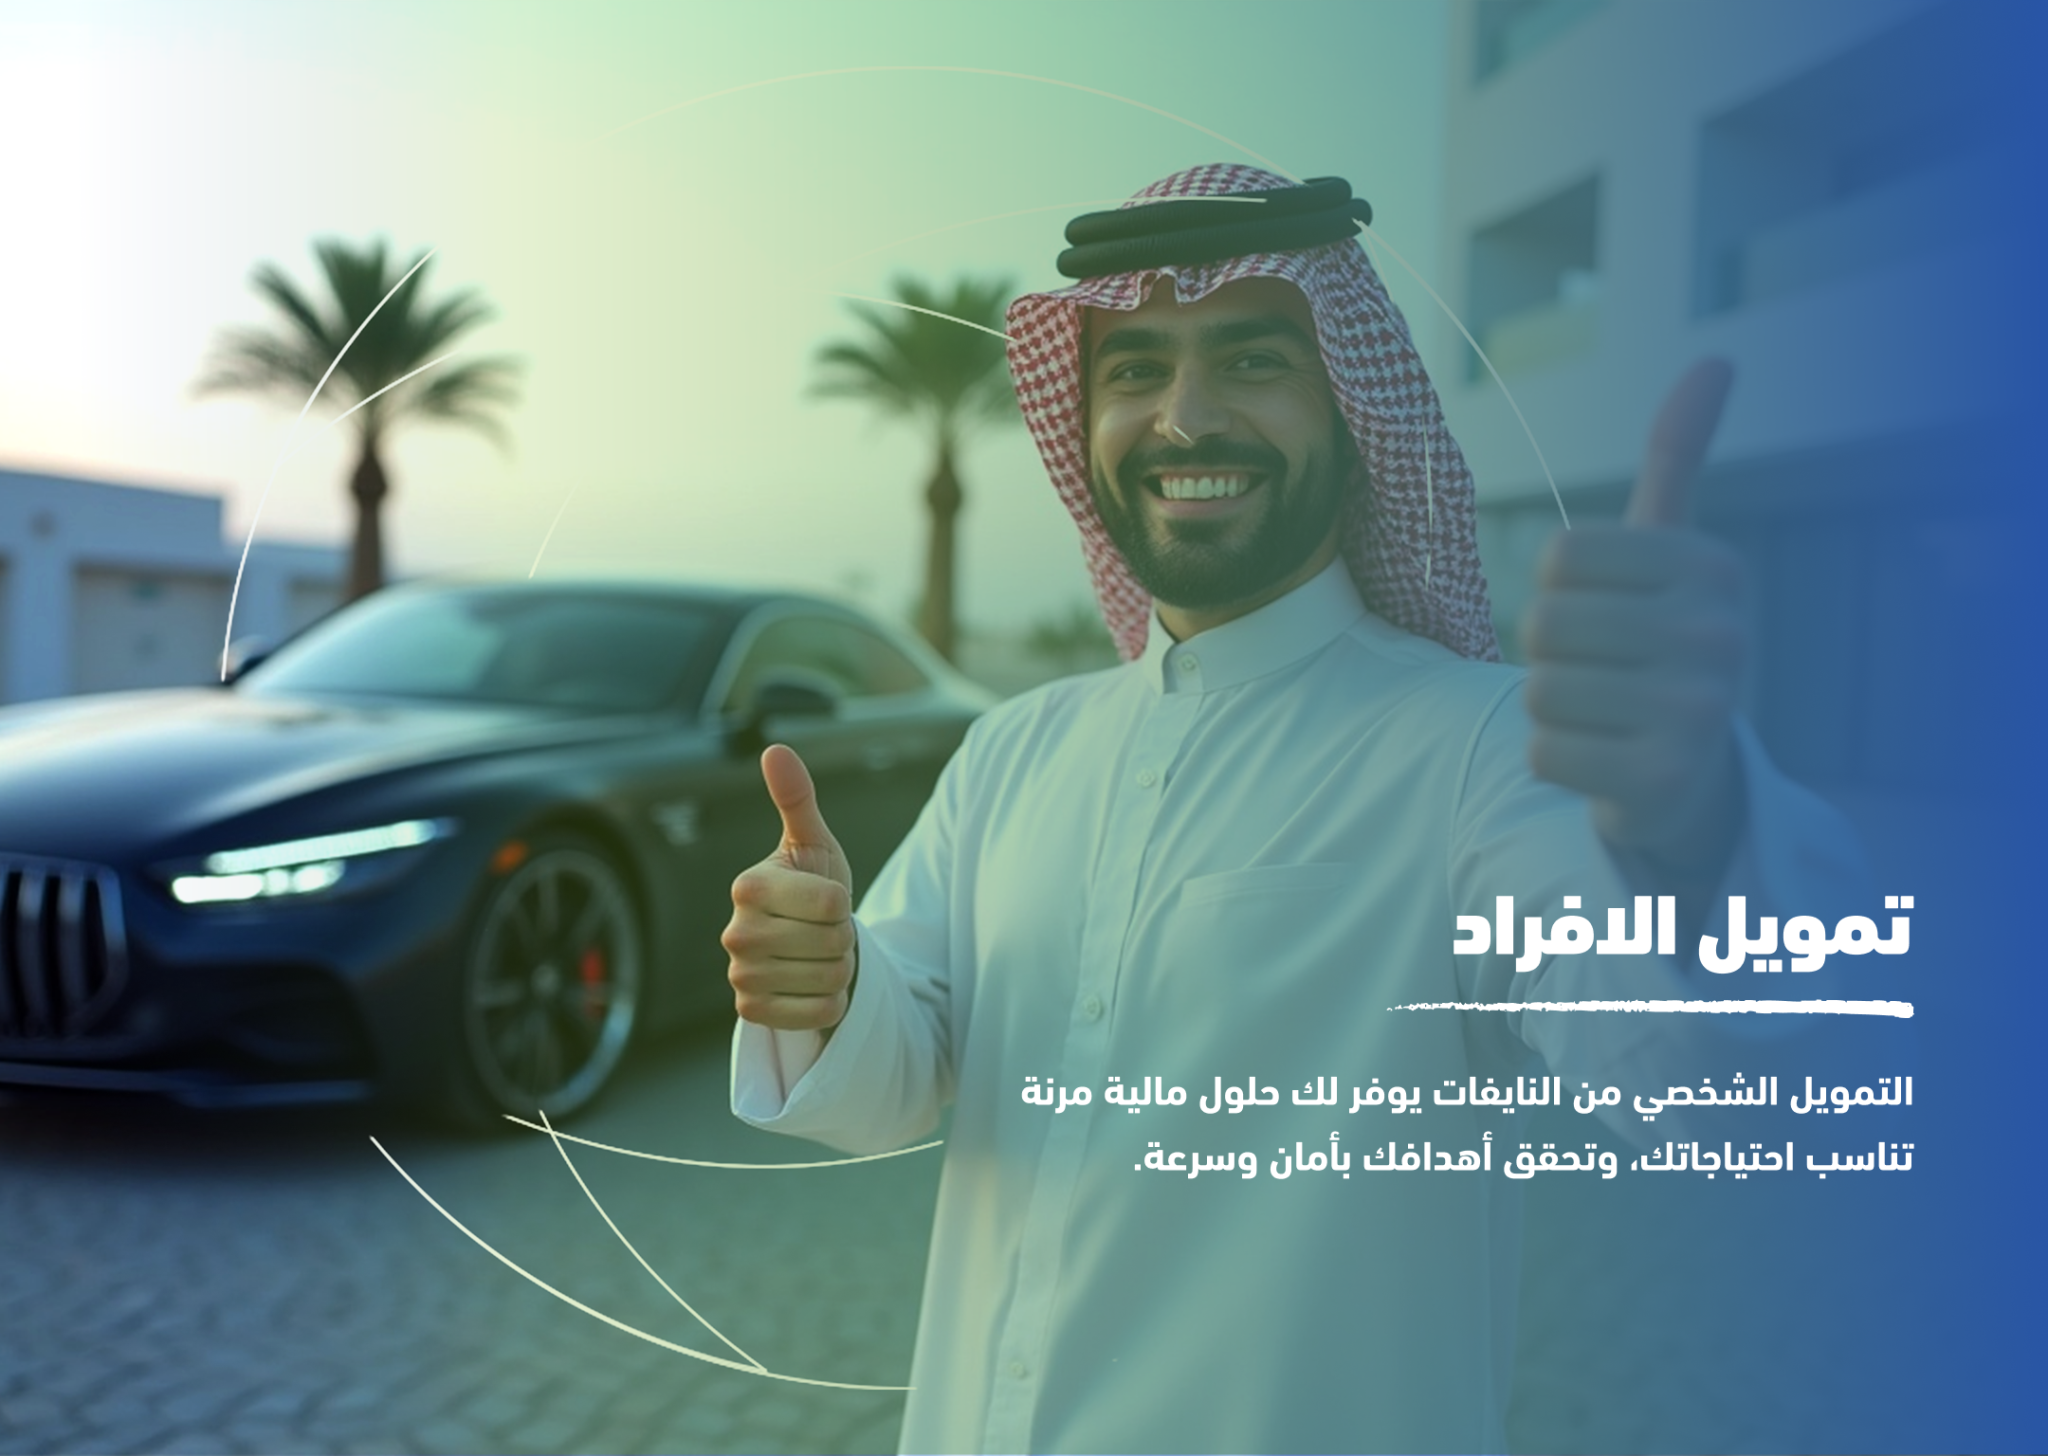 تمويل الافراد
التمويل الشخصي من النايفات يوفر لك حلول مالية مرنة
تناسب احتياجاتك، وتحقق أهدافك بأمان وسرعة.